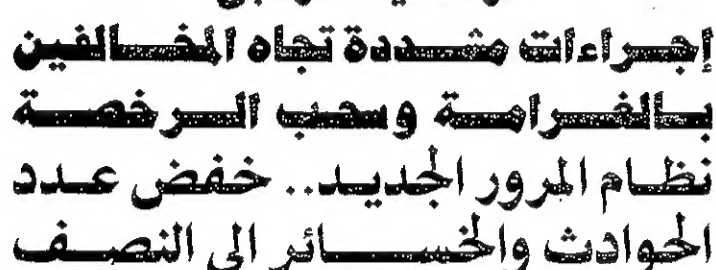 إجراءات مشددة تجاه المخالفين
بالغرامة وسحب الرخصة
نظام المرور الجديد.. خفض عدد
الحوادث والخسائر الى النصف